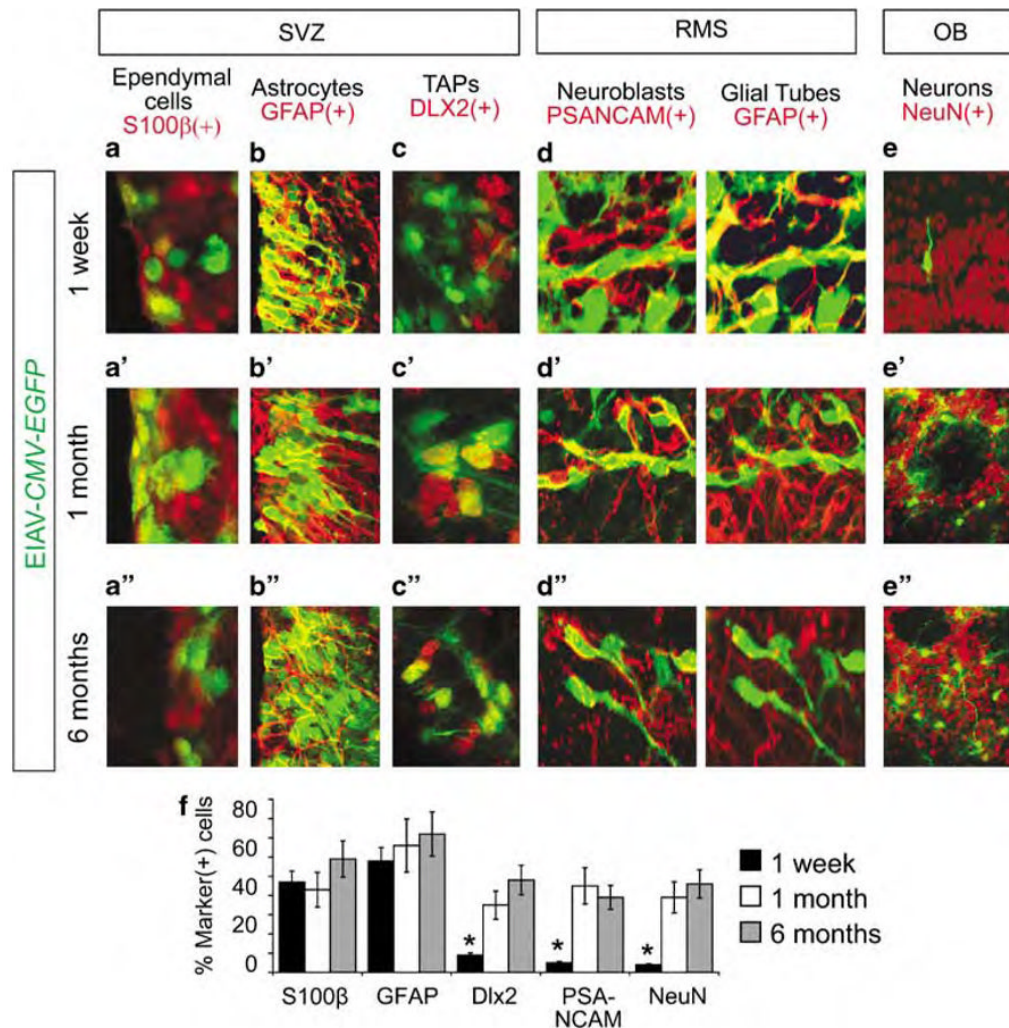 SVZ
RMS
OB
Ependymal cells
S100β(+)
Astrocytes
GFAP(+)
TAPs
DLX2(+)
Neuroblasts
PSANCAM(+)
Glial Tubes
GFAP(+)
Neurons
NeuN(+)
a
b
c
d
e
1 week
a'
b'
c'
d'
e'
1 month
a''
b''
c''
d''
e''
6 months
EIAV-CMV-EGFP
f
% Marker(+) cells
80
60
40
20
0
*
*
*
S100β
GFAP
Dlx2
PSA-
NCAM
NeuN
1 week
1 month
6 months